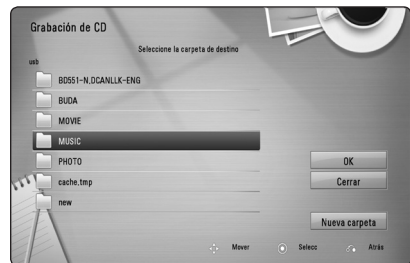 Grabación de CD
Seleccione la carpeta de destino
usb
BD551-N,DCANLLK-ENG
BUDA
MOVIE
MUSIC
PHOTO
cache.tmp
new
OK
Cerrar
Nueva carpeta
Mover Selecc Atrás